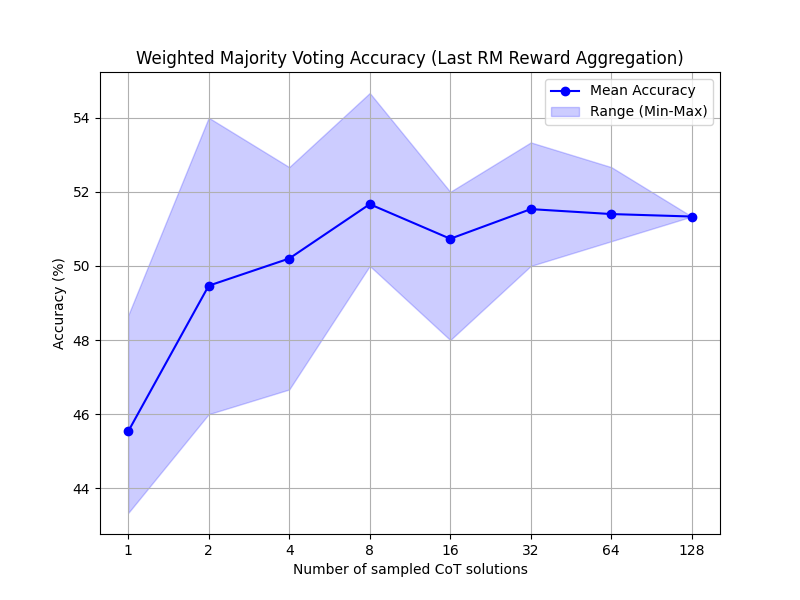 Weighted Majority Voting Accuracy (Last RM Reward Aggregation)
Mean Accuracy
Range (Min-Max)
54
52
50
48
46
44
Accuracy (%)
1 2 4 8 16 32 64 128
Number of sampled CoT solutions